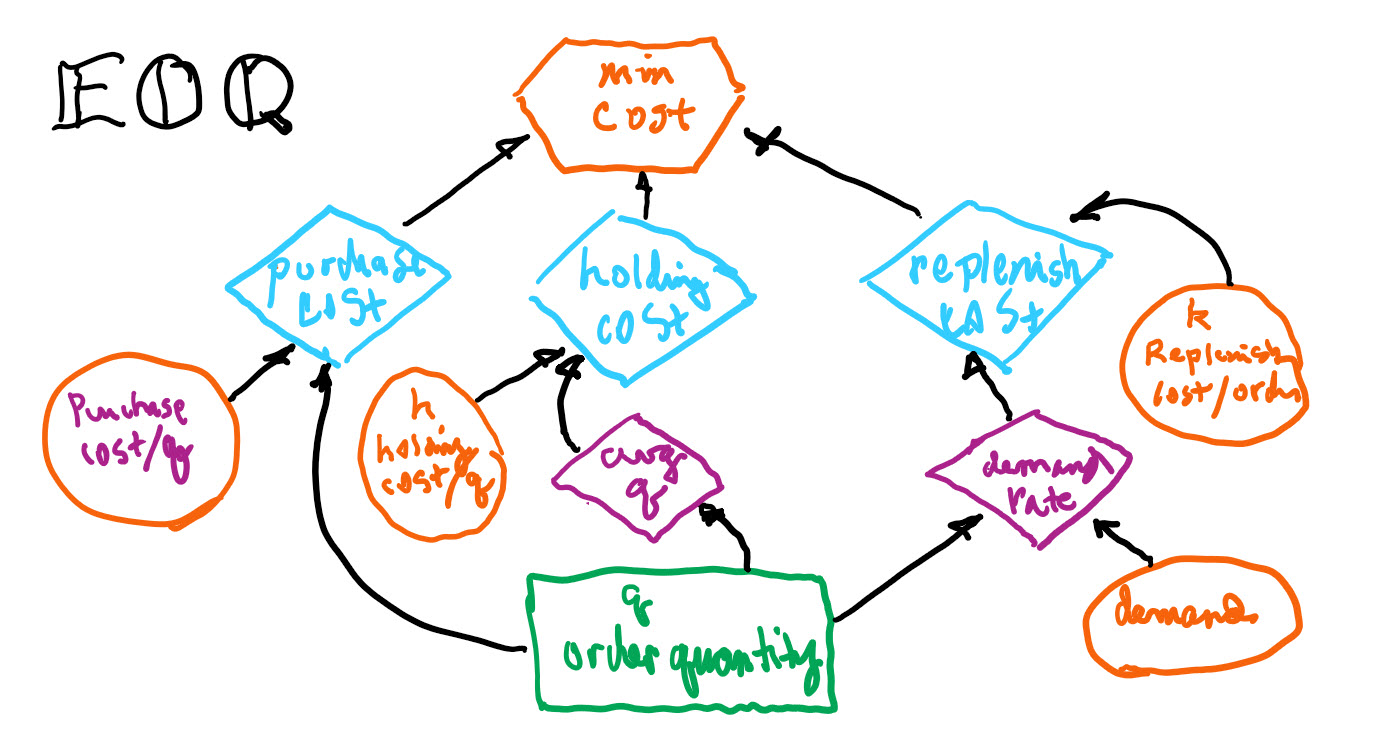 EOQ
min
cost
purchase
cost
holding
cost
replenish
cost
k
Replenish
cost/order
Purchase
cost/q
h
holding
cost/q
avg
q
demand
rate
demand
q
order quantity